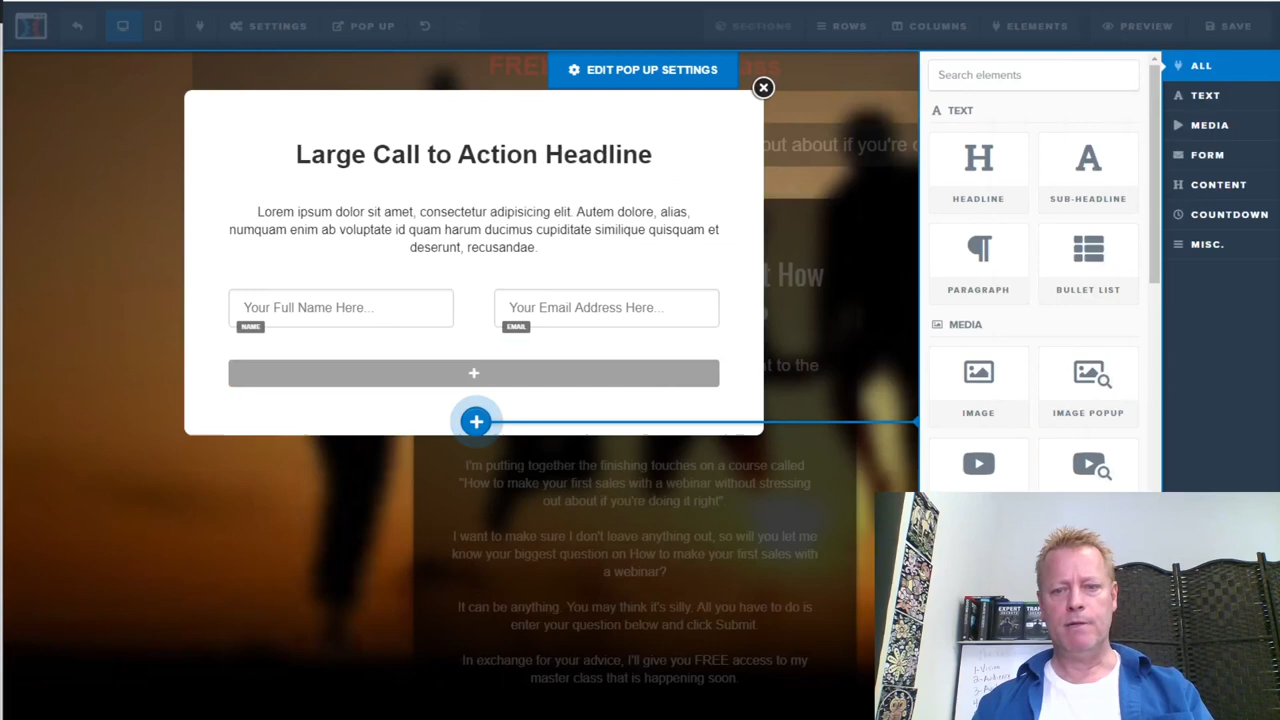 SETTINGS
POP UP
SECTIONS
ROWS
COLUMNS
ELEMENTS
PREVIEW
SAVE
FREE
ass
EDIT POP UP SETTINGS
Large Call to Action Headline
out about if you're
Lorem ipsum dolor sit amet, consectetur adipisicing elit. Autem dolore, alias,
numquam enim ab voluptate id quam harum ducimus cupiditate similique quisquam et
deserunt, recusandae.
t How
?
Your Full Name Here...
Your Email Address Here...
NAME
EMAIL
nt to the
I'm putting together the finishing touches on a course called
"How to make your first sales with a webinar without stressing
out about if you're doing it right".
I want to make sure I don't leave anything out, so will you let me
know your biggest question on How to make your first sales with
a webinar?
It can be anything. You may think it's silly. All you have to do is
enter your question below and click Submit.
In exchange for your advice, I'll give you FREE access to my
master class that is happening soon.
Search elements
TEXT
HEADLINE
SUB-HEADLINE
PARAGRAPH
BULLET LIST
MEDIA
IMAGE
IMAGE POPUP
ALL
TEXT
MEDIA
FORM
CONTENT
COUNTDOWN
MISC.
EXPERT
SECRETS
1-Vision